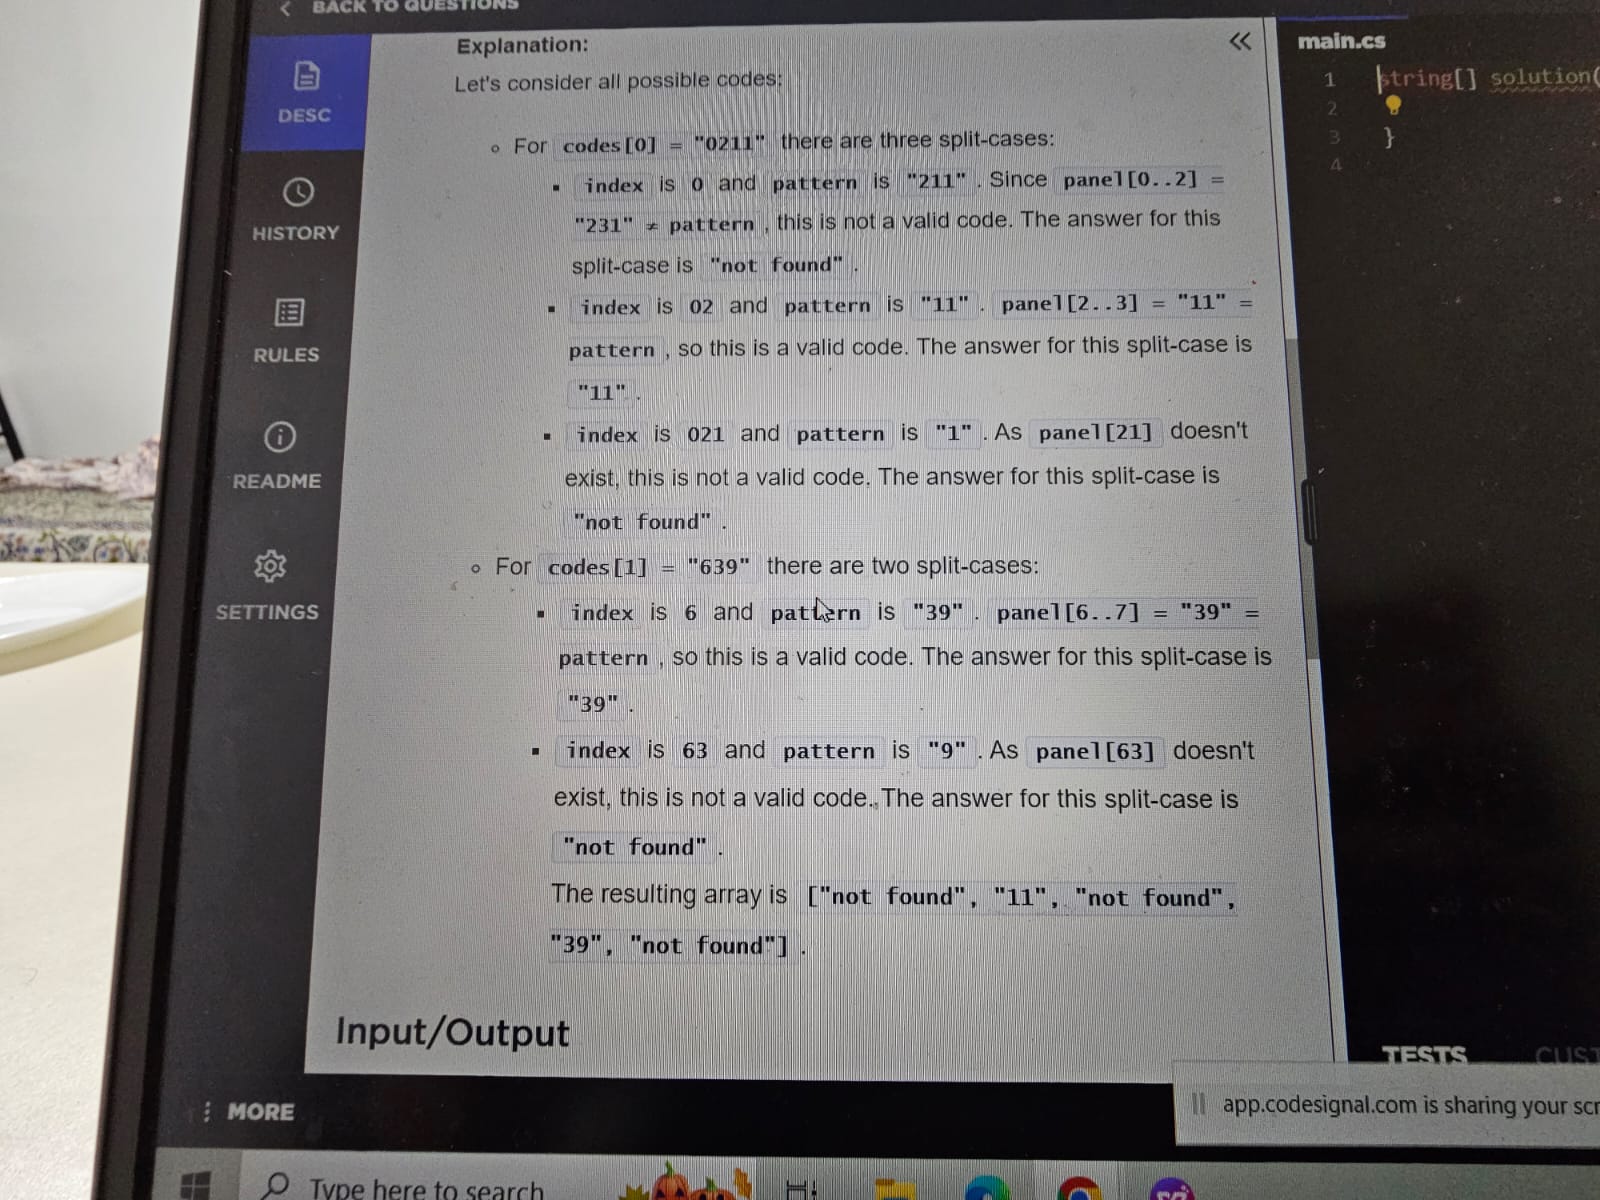 BACK TO QUESTIONS
DESC
HISTORY
RULES
README
SETTINGS
MORE
Explanation:
Let's consider all possible codes:
For codes[0] = "0211" there are three split-cases:
index is 0 and pattern is "211" . Since panel[0..2] =
"231" ≠ pattern , this is not a valid code. The answer for this
split-case is "not found" .
index is 02 and pattern is "11" . panel[2..3] = "11" =
pattern , so this is a valid code. The answer for this split-case is
"11" .
index is 021 and pattern is "1" . As panel[21] doesn't
exist, this is not a valid code. The answer for this split-case is
"not found" .
For codes[1] = "639" there are two split-cases:
index is 6 and pattern is "39" . panel[6..7] = "39" =
pattern , so this is a valid code. The answer for this split-case is
"39" .
index is 63 and pattern is "9" . As panel[63] doesn't
exist, this is not a valid code. The answer for this split-case is
"not found" .
The resulting array is ["not found", "11", "not found",
"39", "not found"] .
Input/Output
main.cs
1 string[] solution(
2
3 }
4
TESTS
app.codesignal.com is sharing your
Type here to search